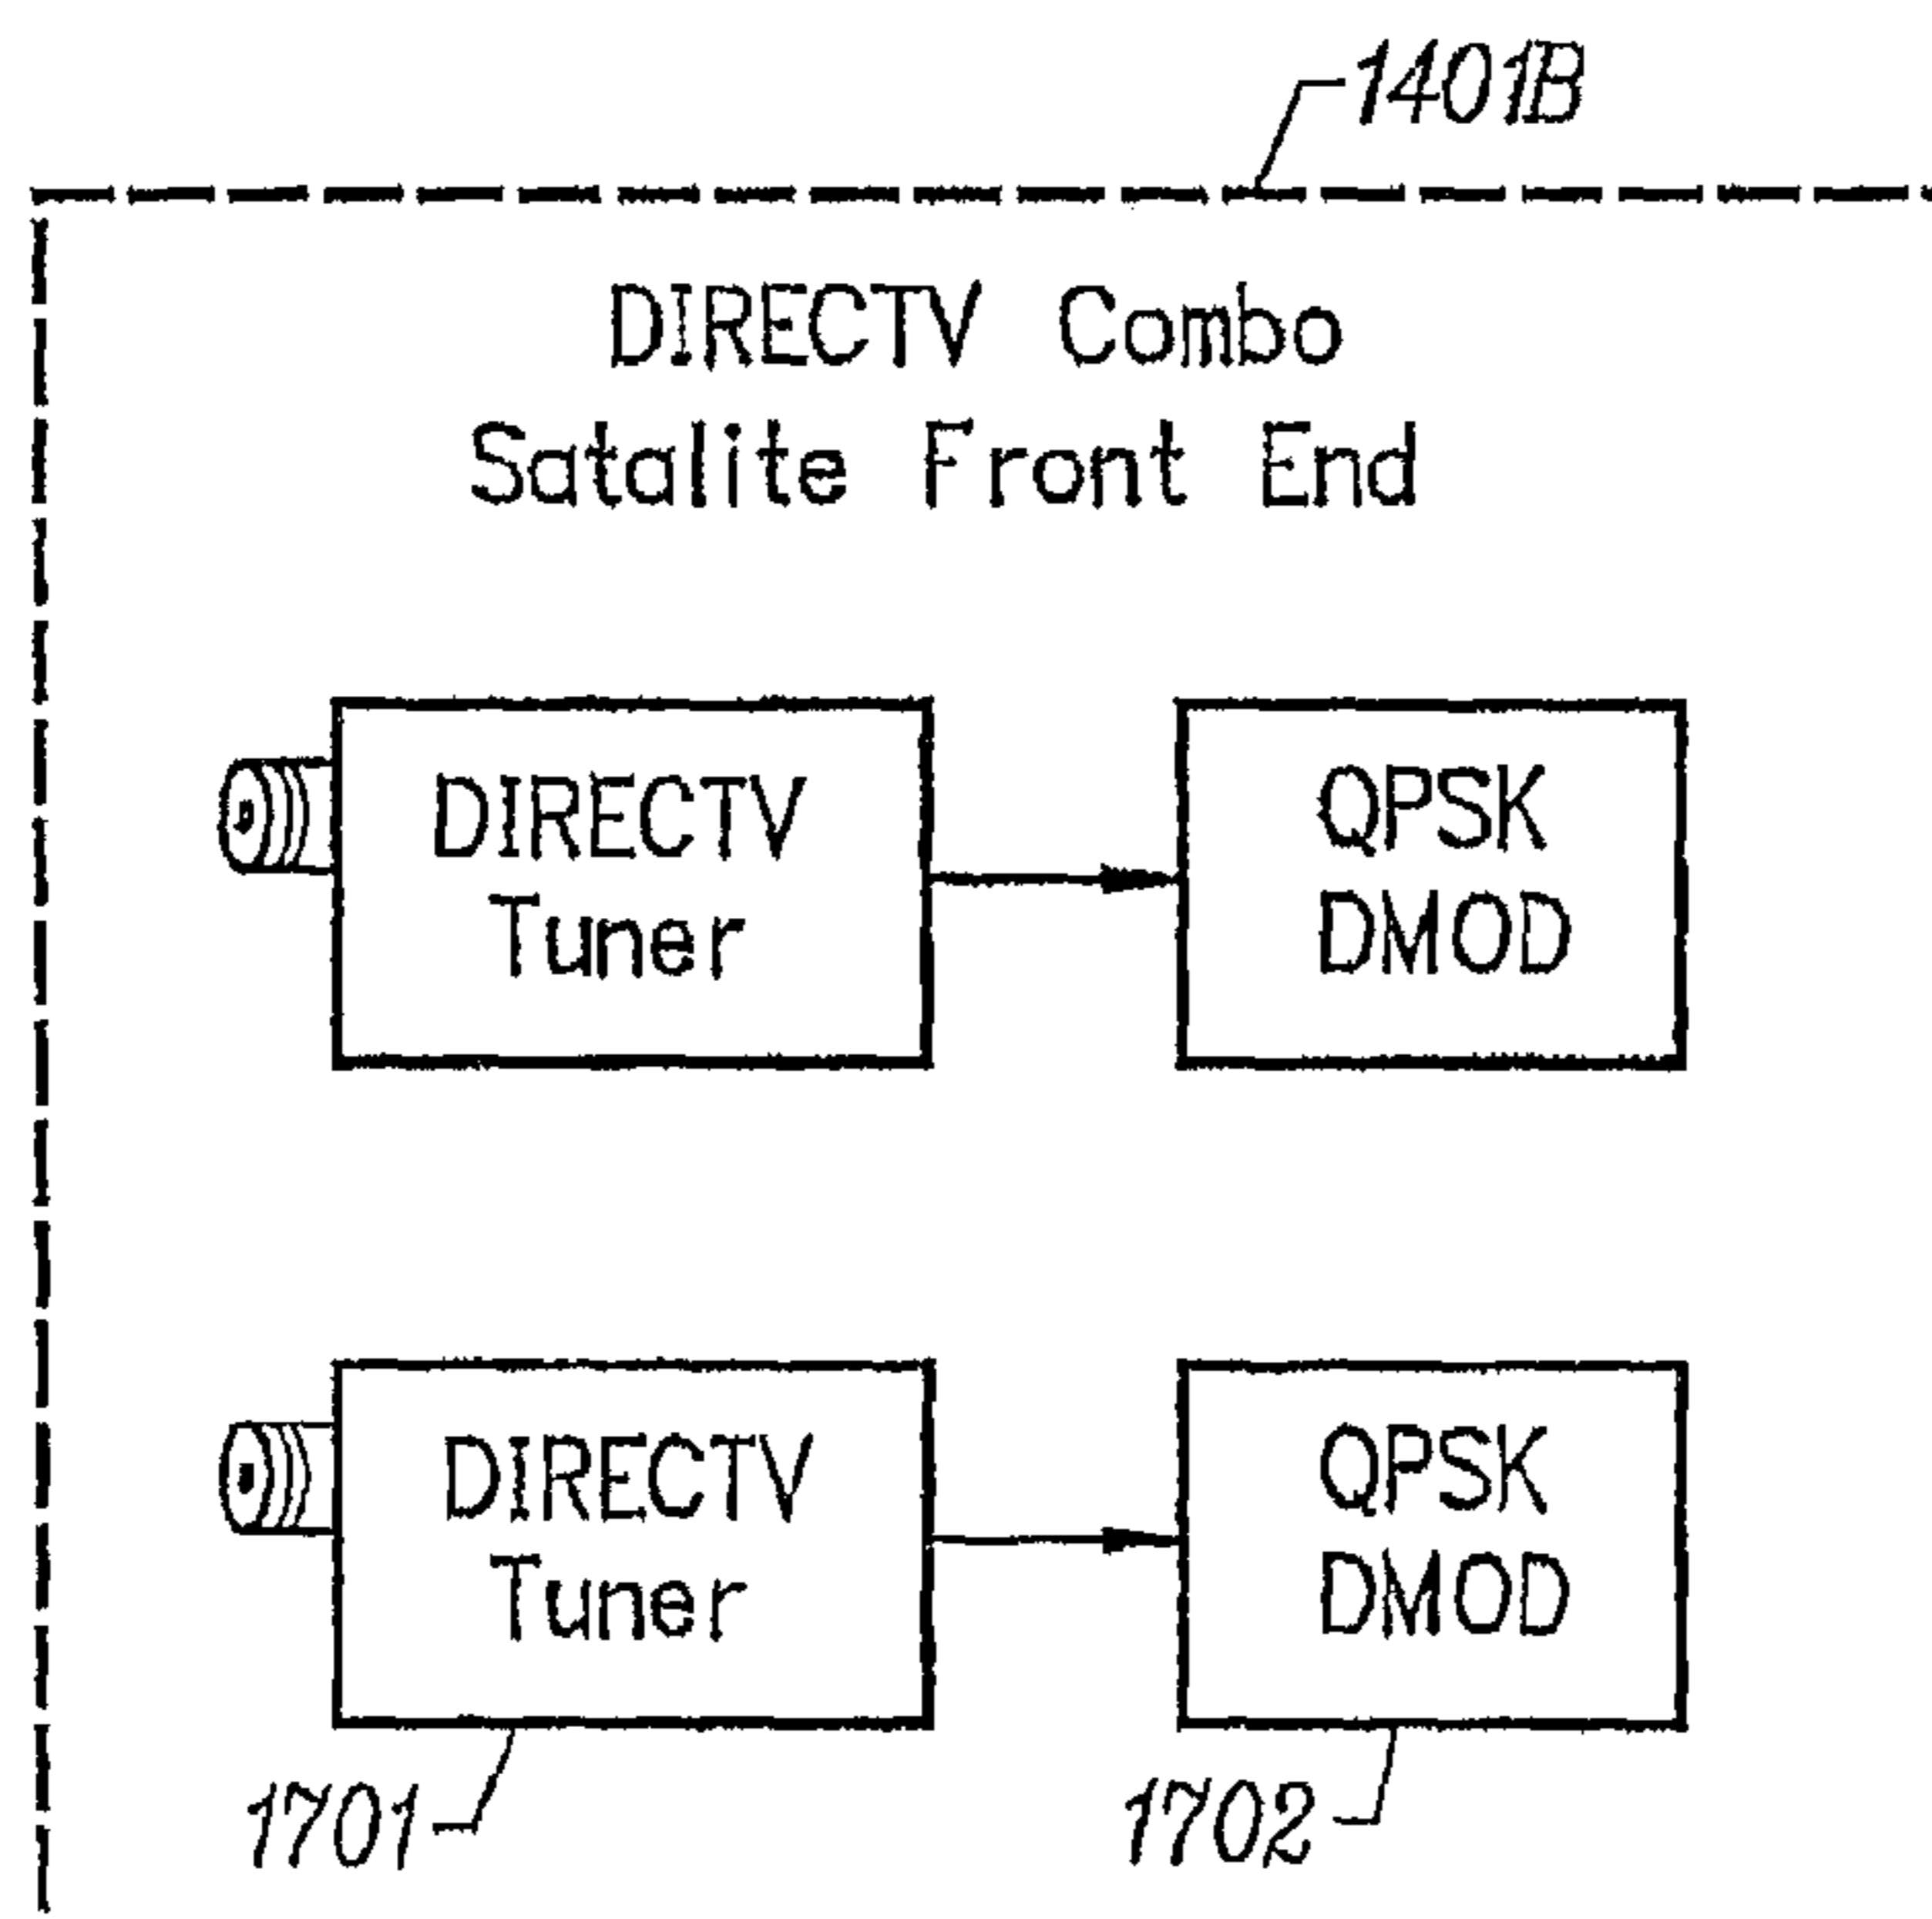 1401B
DIRECTV Combo
Satalite Front End
DIRECTV
Tuner
QPSK
DMOD
DIRECTV
Tuner
QPSK
DMOD
1701
1702